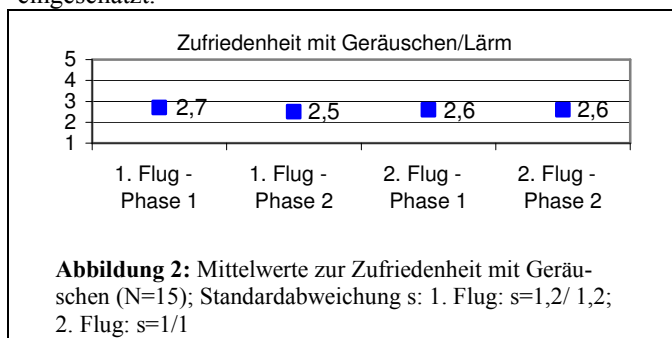 eingeschätzt.
Zufriedenheit mit Geräuschen/Lärm
5
4
3
2
1
2,7
2,5
2,6
2,6
1. Flug -
Phase 1
1. Flug -
Phase 2
2. Flug -
Phase 1
2. Flug -
Phase 2
Abbildung 2: Mittelwerte zur Zufriedenheit mit Geräu-
schen (N=15); Standardabweichung s: 1. Flug: s=1,2/ 1,2;
2. Flug: s=1/1